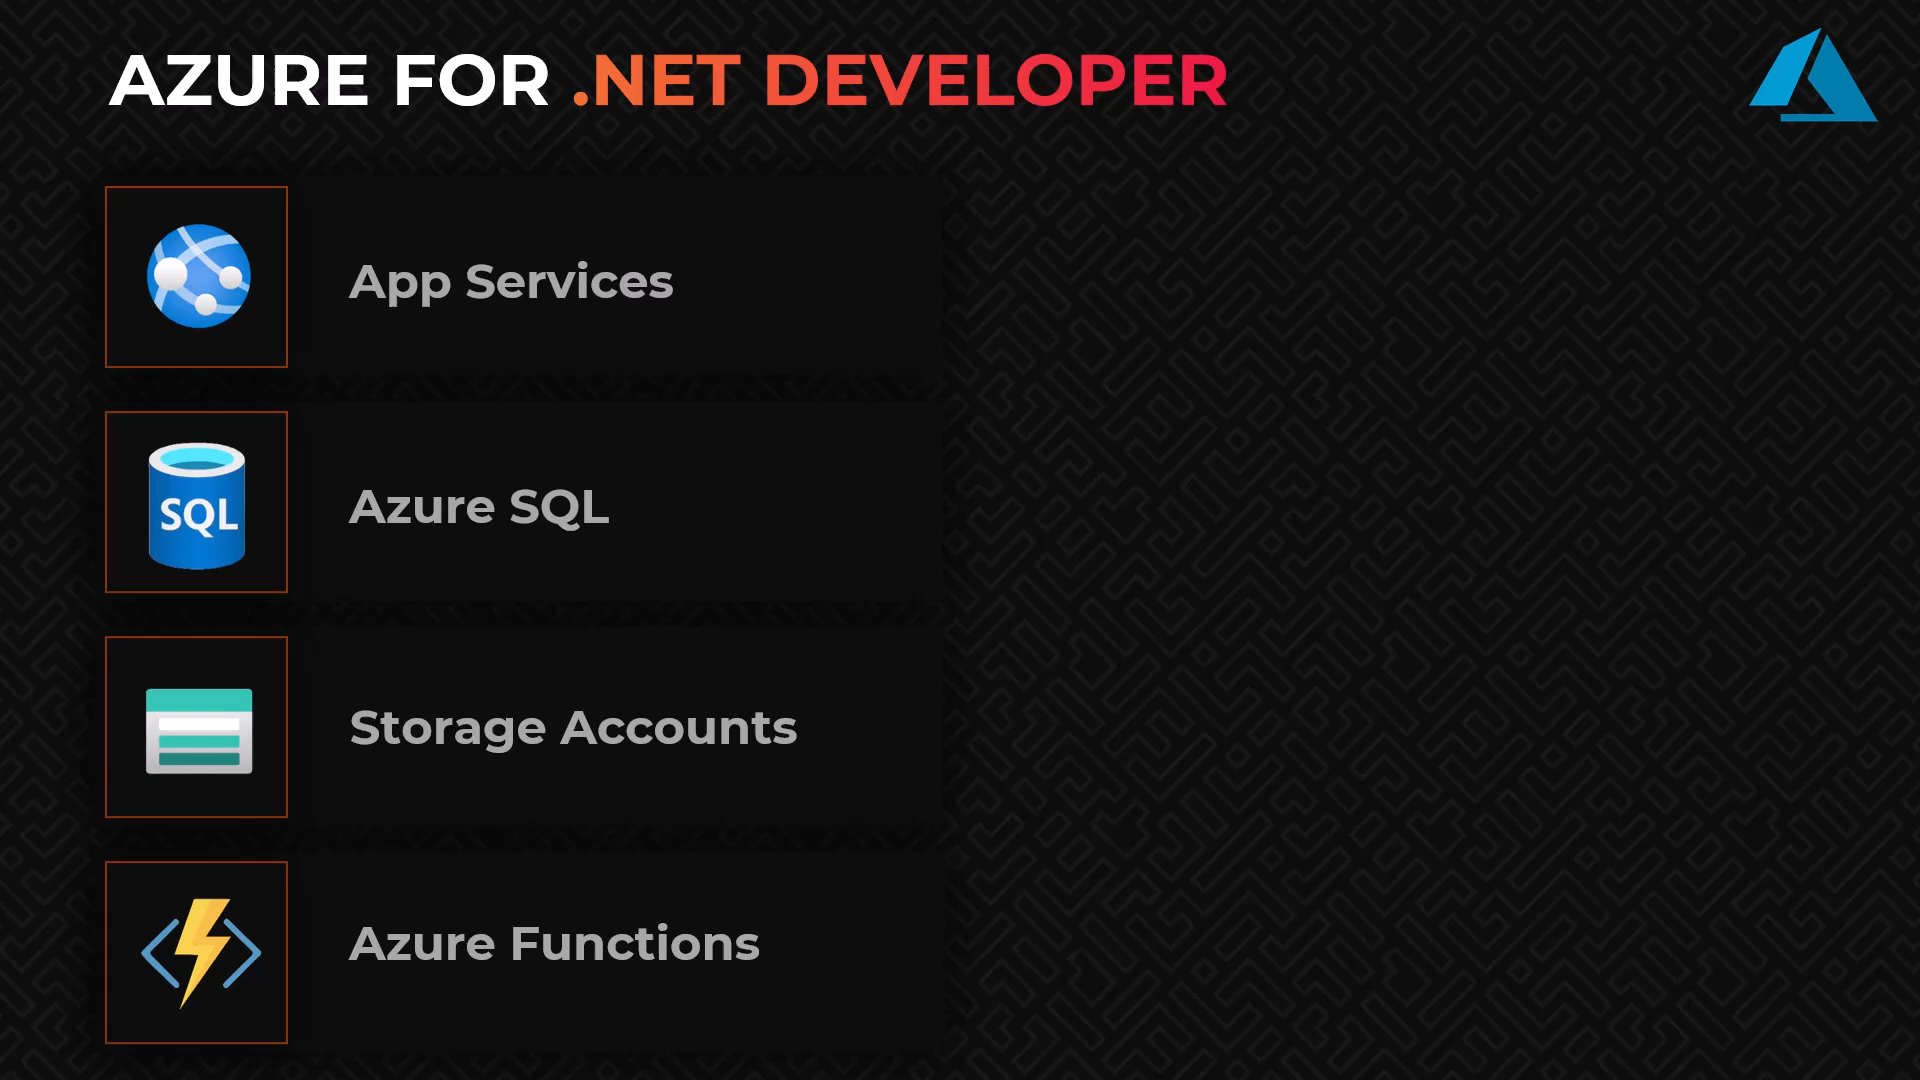 AZURE FOR .NET DEVELOPER
App Services
SQL
Azure SQL
Storage Accounts
Azure Functions